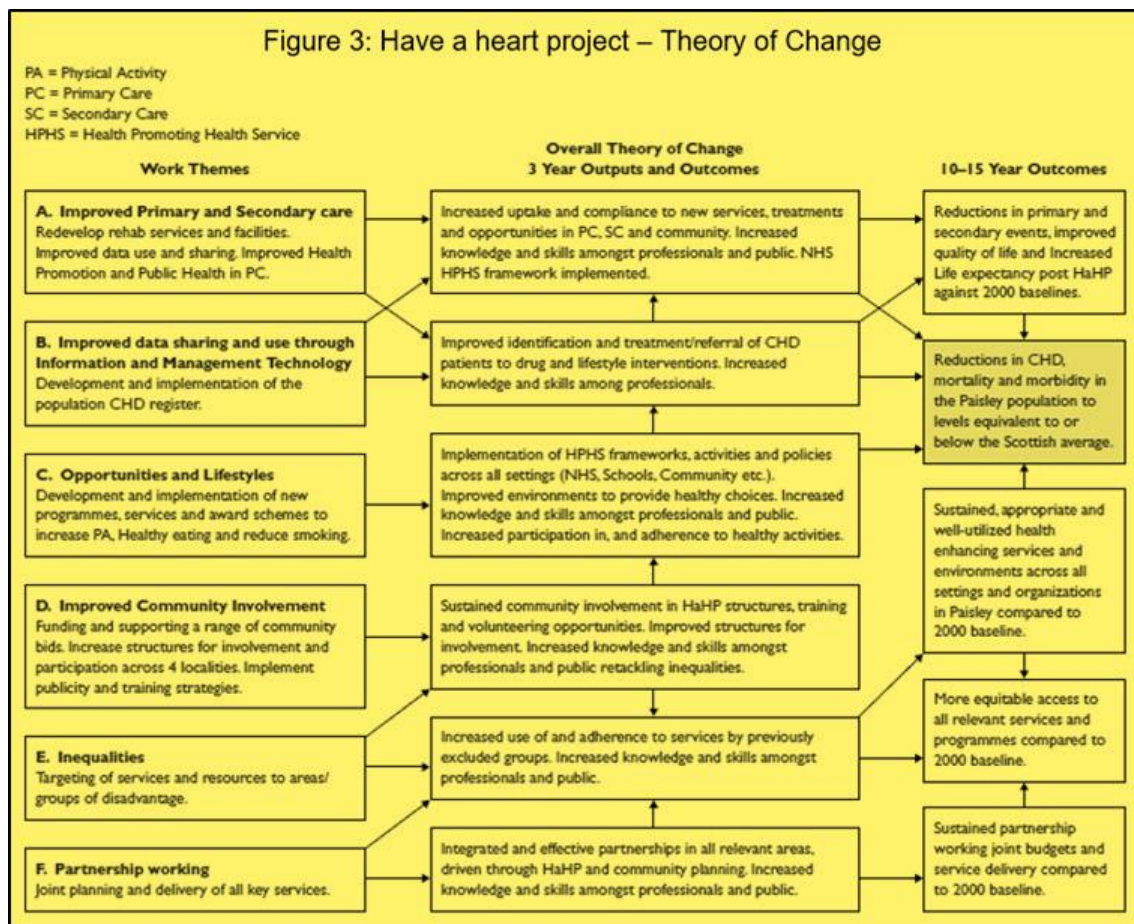 Figure 3: Have a heart project – Theory of Change
PA = Physical Activity
PC = Primary Care
SC = Secondary Care
HPHS = Health Promoting Health Service
Work Themes
Overall Theory of Change
3 Year Outputs and Outcomes
10–15 Year Outcomes
A. Improved Primary and Secondary care
Redevelop rehab services and facilities.
Improved data use and sharing. Improved Health
Promotion and Public Health in PC.
Increased uptake and compliance to new services, treatments
and opportunities in PC, SC and community. Increased
knowledge and skills amongst professionals and public. NHS
HPHS framework implemented.
Reductions in primary and
secondary events, improved
quality of life and Increased
Life expectancy post HaHP
against 2000 baselines.
B. Improved data sharing and use through
Information and Management Technology
Development and implementation of the
population CHD register.
Improved identification and treatment/referral of CHD
patients to drug and lifestyle interventions. Increased
knowledge and skills among professionals.
Reductions in CHD,
mortality and morbidity in
the Paisley population to
levels equivalent to or
below the Scottish average.
C. Opportunities and Lifestyles
Development and implementation of new
programmes, services and award schemes to
increase PA, Healthy eating and reduce smoking.
Implementation of HPHS frameworks, activities and policies
across all settings (NHS, Schools, Community etc.).
Improved environments to provide healthy choices. Increased
knowledge and skills amongst professionals and public.
Increased participation in, and adherence to healthy activities.
Sustained, appropriate and
well-utilized health
enhancing services and
environments across all
settings and organizations
in Paisley compared to
2000 baseline.
D. Improved Community Involvement
Funding and supporting a range of community
bids. Increase structures for involvement and
participation across 4 localities. Implement
publicity and training strategies.
Sustained community involvement in HaHP structures, training
and volunteering opportunities. Improved structures for
involvement. Increased knowledge and skills amongst
professionals and public retackling inequalities.
More equitable access to
all relevant services and
programmes compared to
2000 baseline.
E. Inequalities
Targeting of services and resources to areas/
groups of disadvantage.
Increased use of and adherence to services by previously
excluded groups. Increased knowledge and skills amongst
professionals and public.
F. Partnership working
Joint planning and delivery of all key services.
Integrated and effective partnerships in all relevant areas,
driven through HaHP and community planning. Increased
knowledge and skills amongst professionals and public.
Sustained partnership
working joint budgets and
service delivery compared
to 2000 baseline.